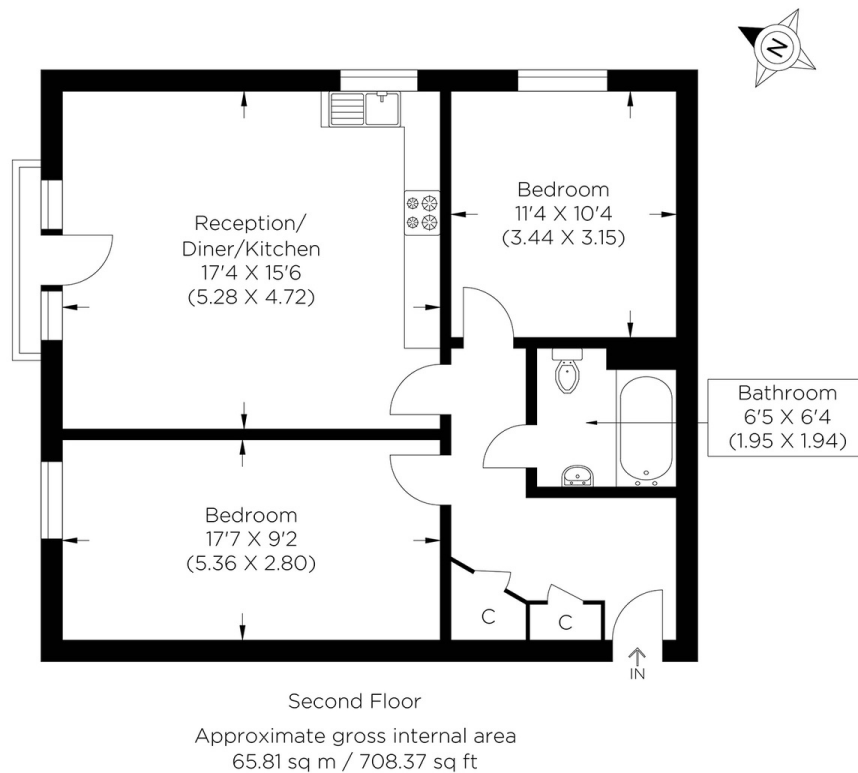 N
Reception/
Diner/Kitchen
17'4 X 15'6
(5.28 X 4.72)
Bedroom
11'4 X 10'4
(3.44 X 3.15)
Bathroom
6'5 X 6'4
(1.95 X 1.94)
Bedroom
17'7 X 9'2
(5.36 X 2.80)
C
C
IN
Second Floor
Approximate gross internal area
65.81 sq m / 708.37 sq ft